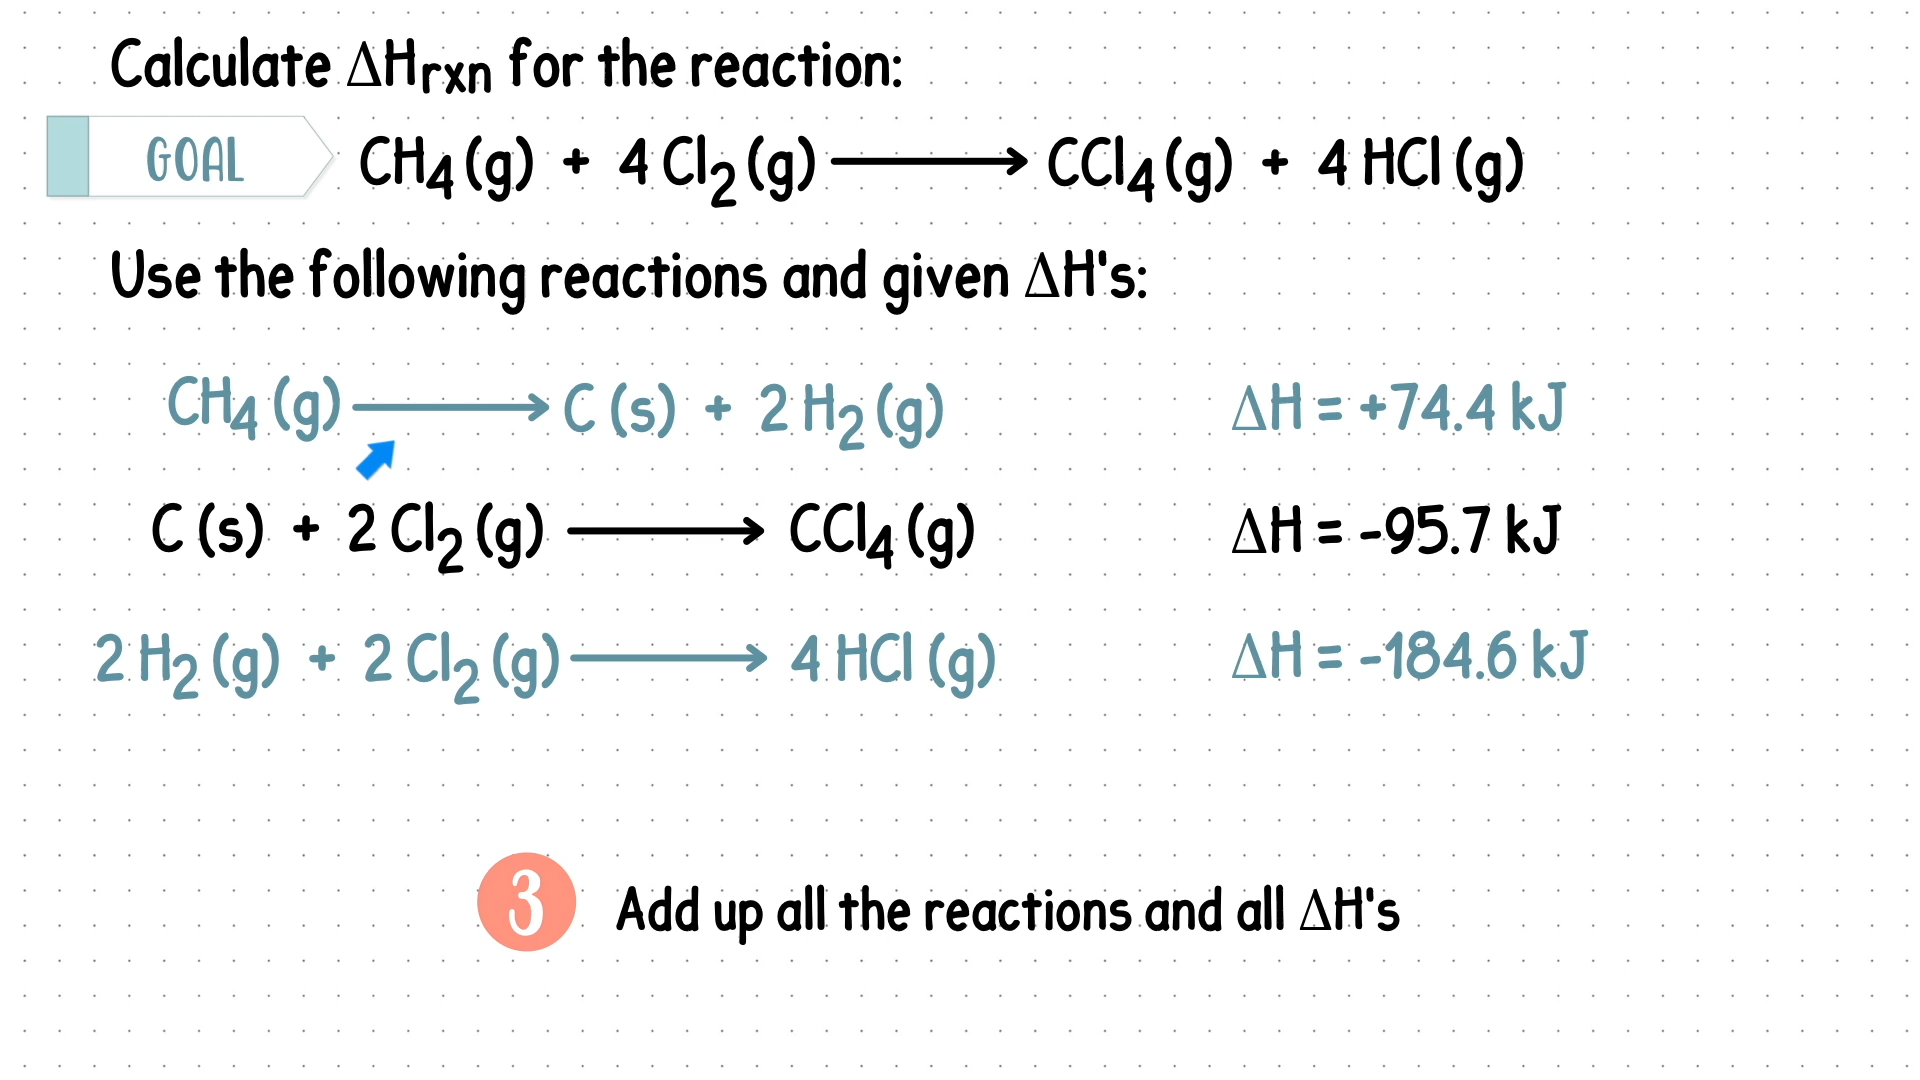 Calculate ΔHrxn for the reaction:
GOAL CH4 (g) + 4 Cl2 (g) → CCl4 (g) + 4 HCl (g)
Use the following reactions and given ΔH's:
CH4 (g) → C (s) + 2 H2 (g) ΔH = +74.4 kJ
C (s) + 2 Cl2 (g) → CCl4 (g) ΔH = -95.7 kJ
2 H2 (g) + 2 Cl2 (g) → 4 HCl (g) ΔH = -184.6 kJ
3 Add up all the reactions and all ΔH's